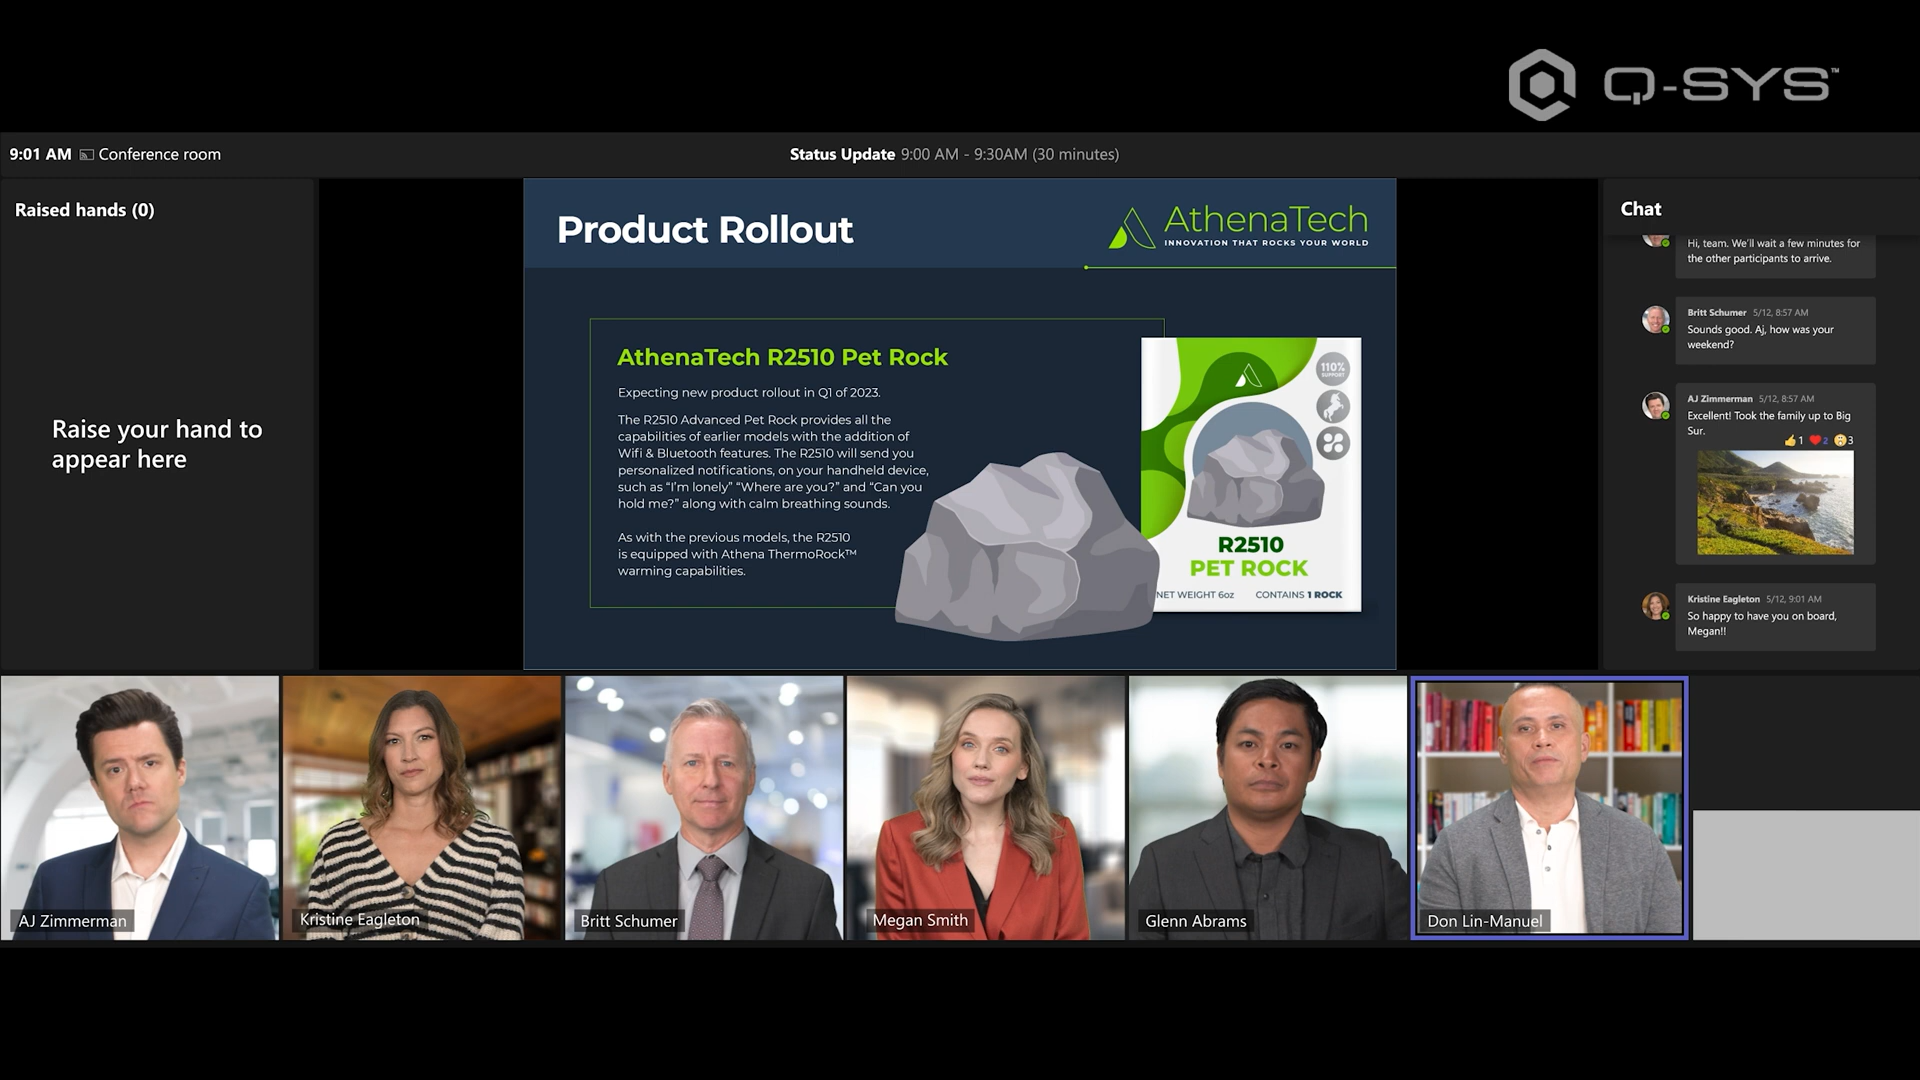 Q-SYS™
9:01 AM Conference room
Status Update 9:00 AM - 9:30AM (30 minutes)
Raised hands (0)
Raise your hand to
appear here
Product Rollout
AthenaTech
INNOVATION THAT ROCKS YOUR WORLD
AthenaTech R2510 Pet Rock
Expecting new product rollout in Q1 of 2023.
The R2510 Advanced Pet Rock provides all the
capabilities of earlier models with the addition of
Wifi & Bluetooth features. The R2510 will send you
personalized notifications, on your handheld device,
such as “I’m lonely” “Where are you?” and “Can you
hold me?” along with calm breathing sounds.
As with the previous models, the R2510
is equipped with Athena ThermoRock™
warming capabilities.
110%
SUPPORT
R2510
PET ROCK
NET WEIGHT 6oz CONTAINS 1 ROCK
Chat
Hi, team. We’ll wait a few minutes for
the other participants to arrive.
Britt Schumer 5/12, 8:57 AM
Sounds good. Aj, how was your
weekend?
AJ Zimmerman 5/12, 8:57 AM
Excellent! Took the family up to Big
Sur.
1 2 3
Kristine Eagleton 5/12, 9:01 AM
So happy to have you on board,
Megan!!
AJ Zimmerman
Kristine Eagleton
Britt Schumer
Megan Smith
Glenn Abrams
Don Lin-Manuel